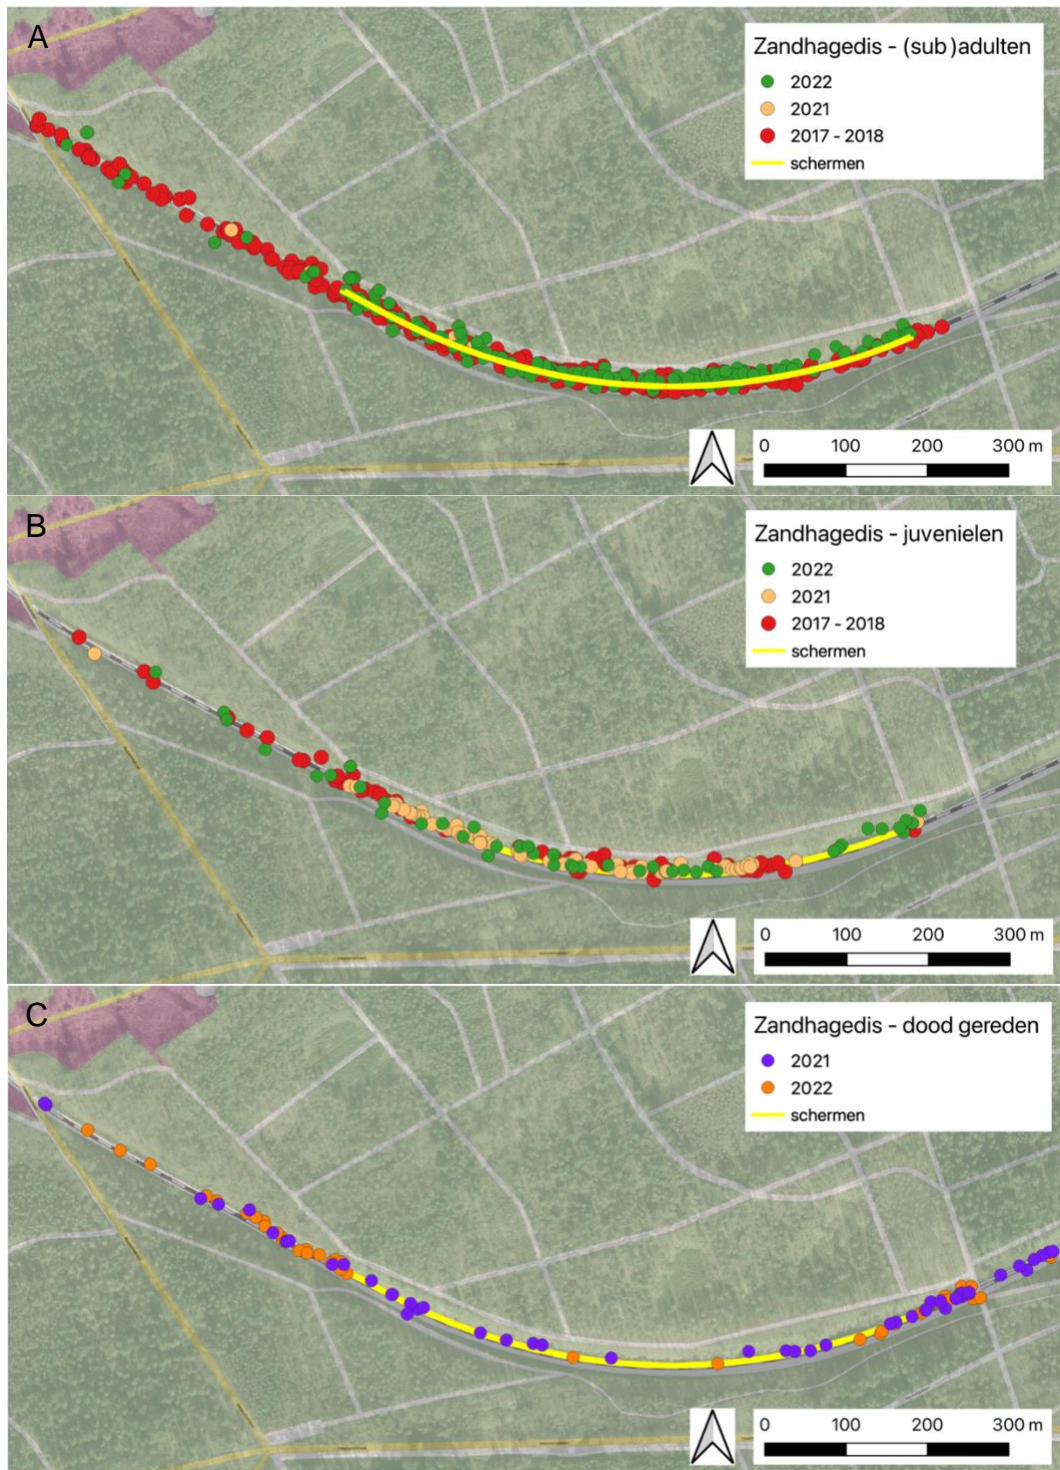 A
Zandhagedis - (sub)adulten
2022
2021
2017 - 2018
schermen
0 100 200 300 m
B
Zandhagedis - juvenielen
2022
2021
2017 - 2018
schermen
0 100 200 300 m
C
Zandhagedis - dood gereden
2021
2022
schermen
0 100 200 300 m